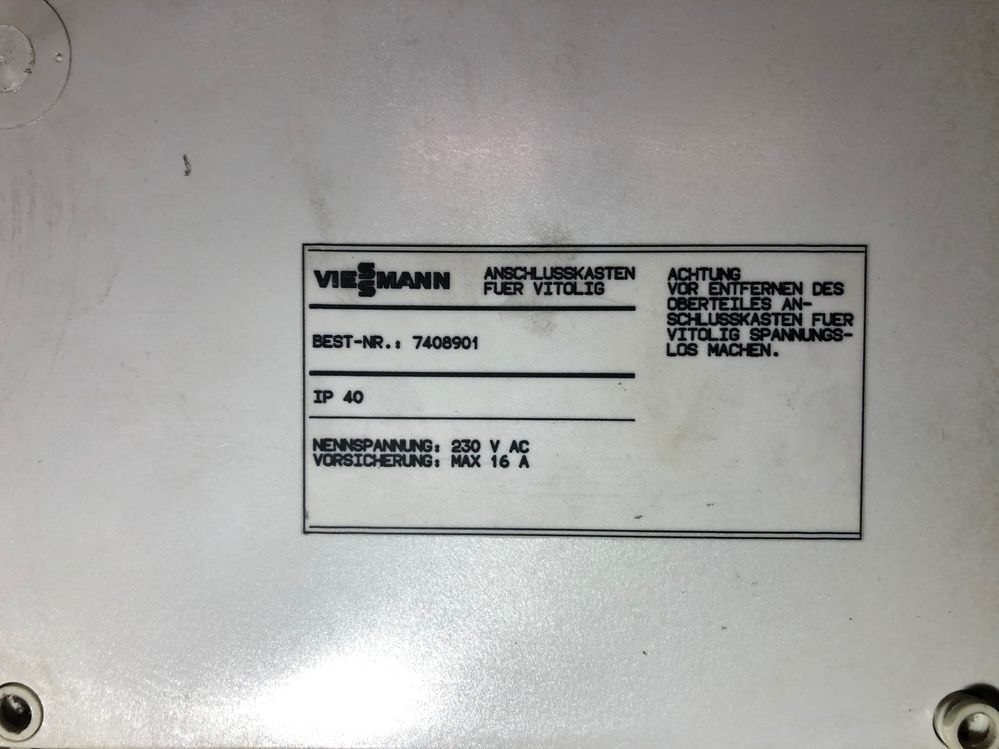 VIESSMANN
ANSCHLUSSKASTEN
FUER VITOLIG
BEST-NR.: 7408901
IP 40
NENNSPANNUNG: 230 V AC
VORSICHERUNG: MAX 16 A
ACHTUNG
VOR ENTFERNEN DES
OBERTEILES AN-
SCHLUSSKASTEN FUER
VITOLIG SPANNUNGS-
LOS MACHEN.